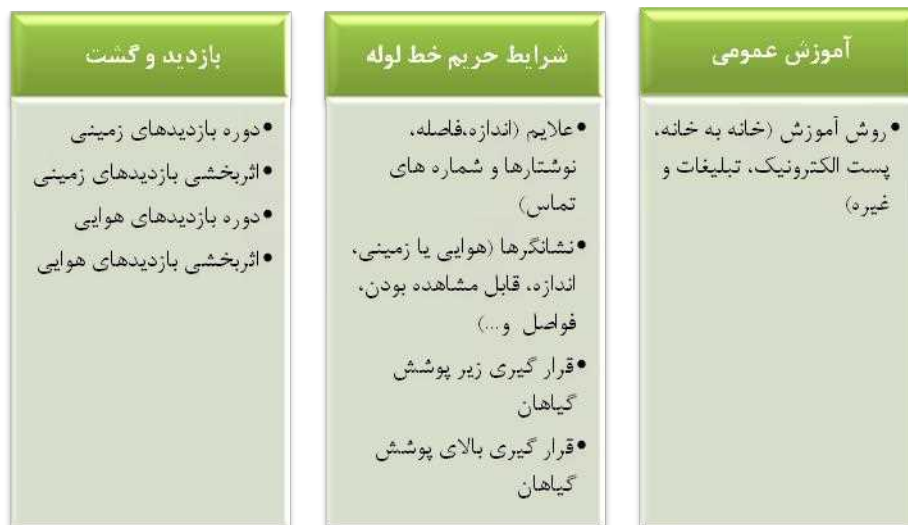 آموزش عمومی
•روش آموزش (خانه به خانه،
پست الکترونیک، تبلیغات و
غیره)
شرایط حریم خط لوله
•علایم (اندازه،فاصله،
نوشتارها و شماره های
تماس)
•نشانگرها (هوایی یا زمینی،
اندازه، قابل مشاهده بودن،
فواصل و...)
•قرار گیری زیر پوشش
گیاهان
•قرار گیری بالای پوشش
گیاهان
بازدید و گشت
•دوره بازدیدهای زمینی
•اثربخشی بازدیدهای زمینی
•دوره بازدیدهای هوایی
•اثربخشی بازدیدهای هوایی